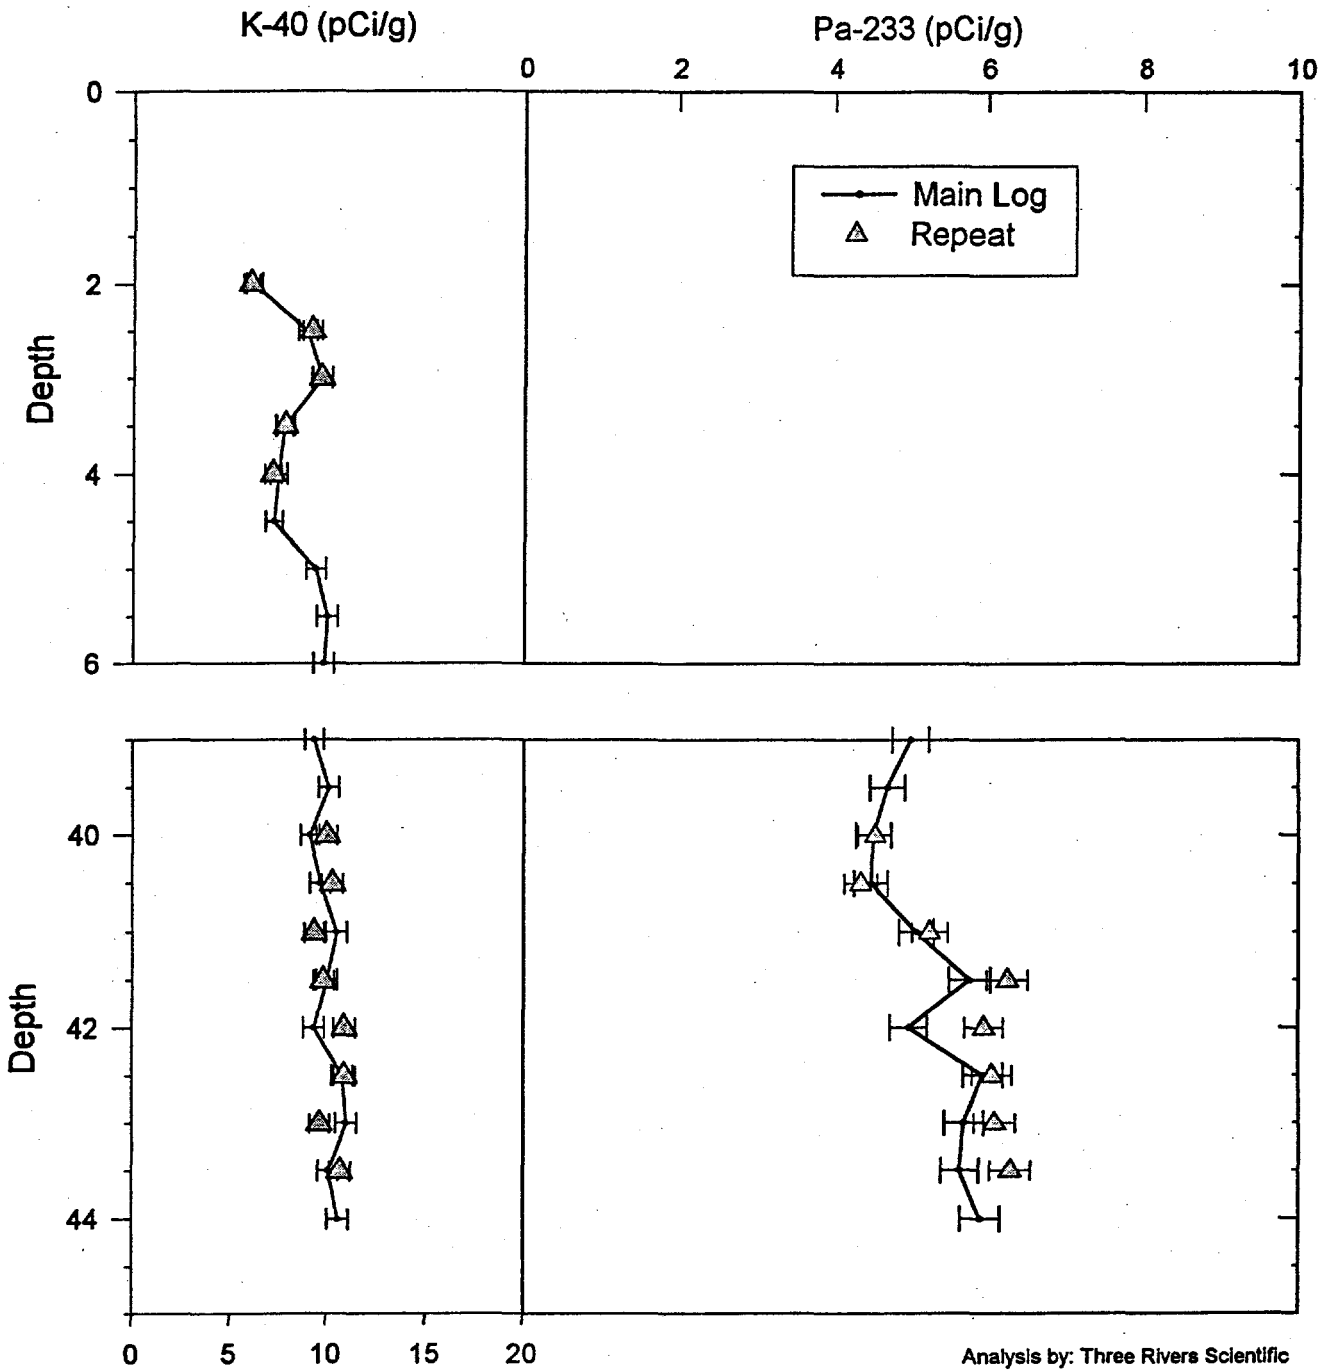 K-40 (pCi/g) Pa-233 (pCi/g)
0 2 4 6 8 10
0
Main Log
Repeat
2
Depth
4
6
40
Depth
42
44
0 5 10 15 20
Analysis by: Three Rivers Scientific